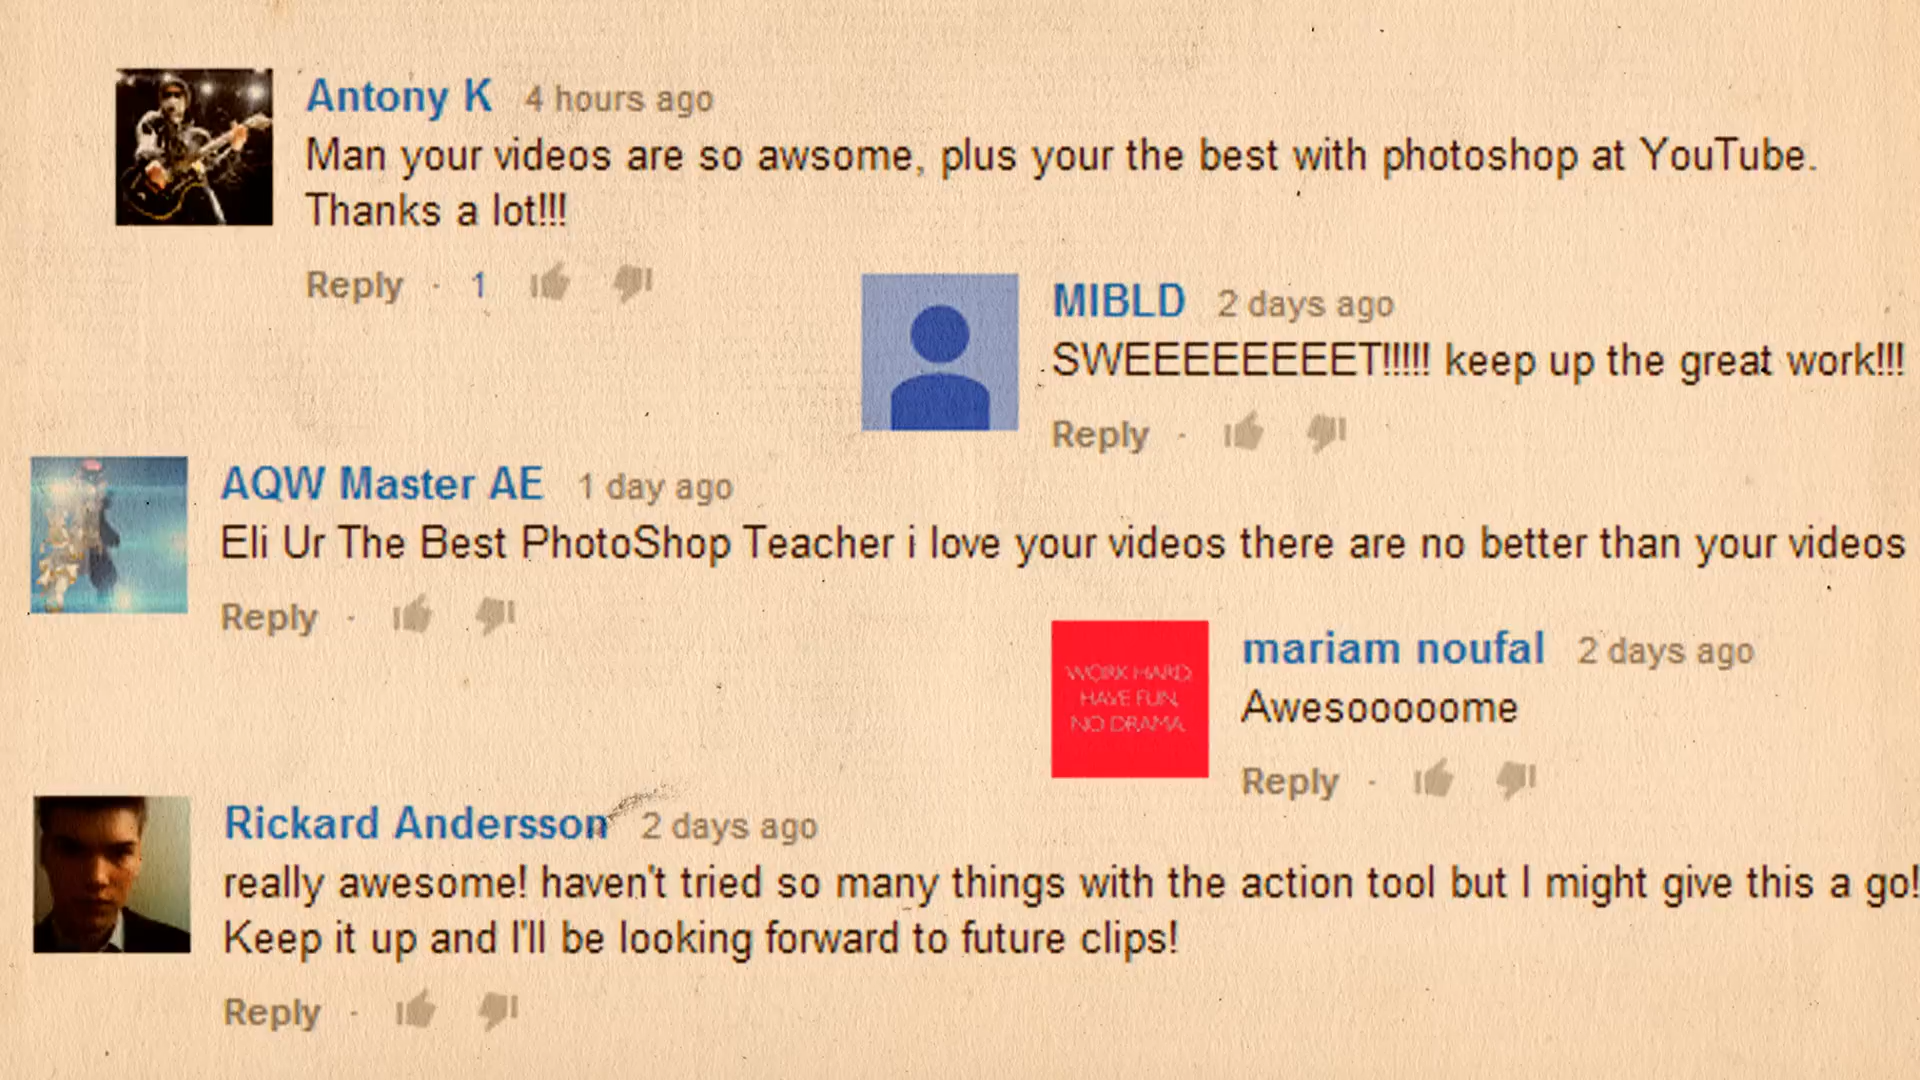 Antony K 4 hours ago
Man your videos are so awsome, plus your the best with photoshop at YouTube.
Thanks a lot!!!
Reply · 1
MIBLD 2 days ago
SWEEEEEEEET!!!!! keep up the great work!!!
Reply ·
AQW Master AE 1 day ago
Eli Ur The Best PhotoShop Teacher i love your videos there are no better than your videos
Reply ·
mariam noufal 2 days ago
WORK HARD.
HAVE FUN.
NO DRAMA.
Awesooooome
Reply ·
Rickard Andersson 2 days ago
really awesome! haven't tried so many things with the action tool but I might give this a go!
Keep it up and I'll be looking forward to future clips!
Reply ·